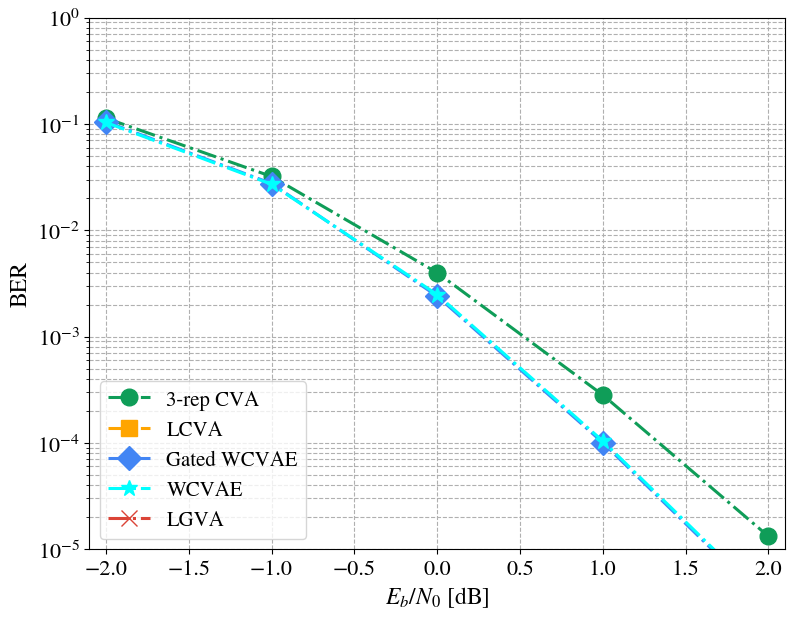 10⁰
10⁻¹
10⁻²
10⁻³
10⁻⁴
10⁻⁵
BER
3-rep CVA
LCVA
Gated WCVAE
WCVAE
LGVA
−2.0 −1.5 −1.0 −0.5 0.0 0.5 1.0 1.5 2.0
E_b/N_0 [dB]